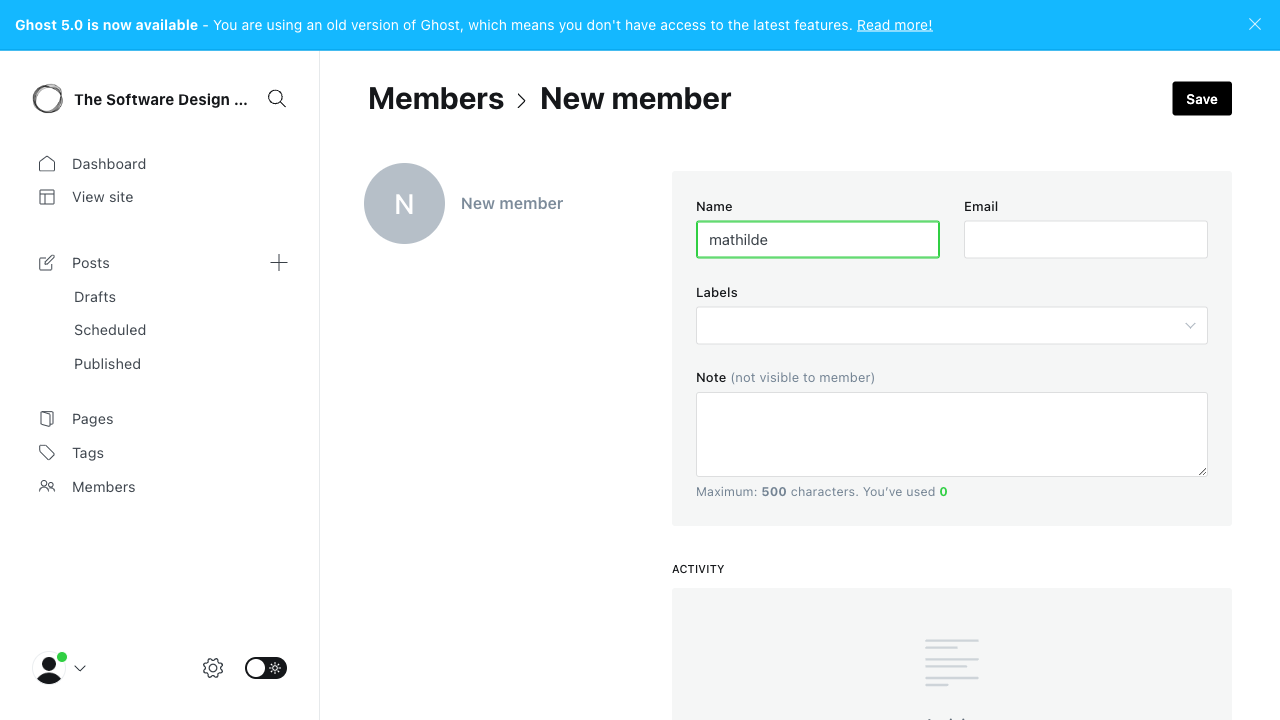 Ghost 5.0 is now available - You are using an old version of Ghost, which means you don't have access to the latest features. Read more!
The Software Design ...
Dashboard
View site
Posts
Drafts
Scheduled
Published
Pages
Tags
Members
Members > New member
Save
N
New member
Name
Email
mathilde
Labels
Note (not visible to member)
Maximum: 500 characters. You've used 0
ACTIVITY